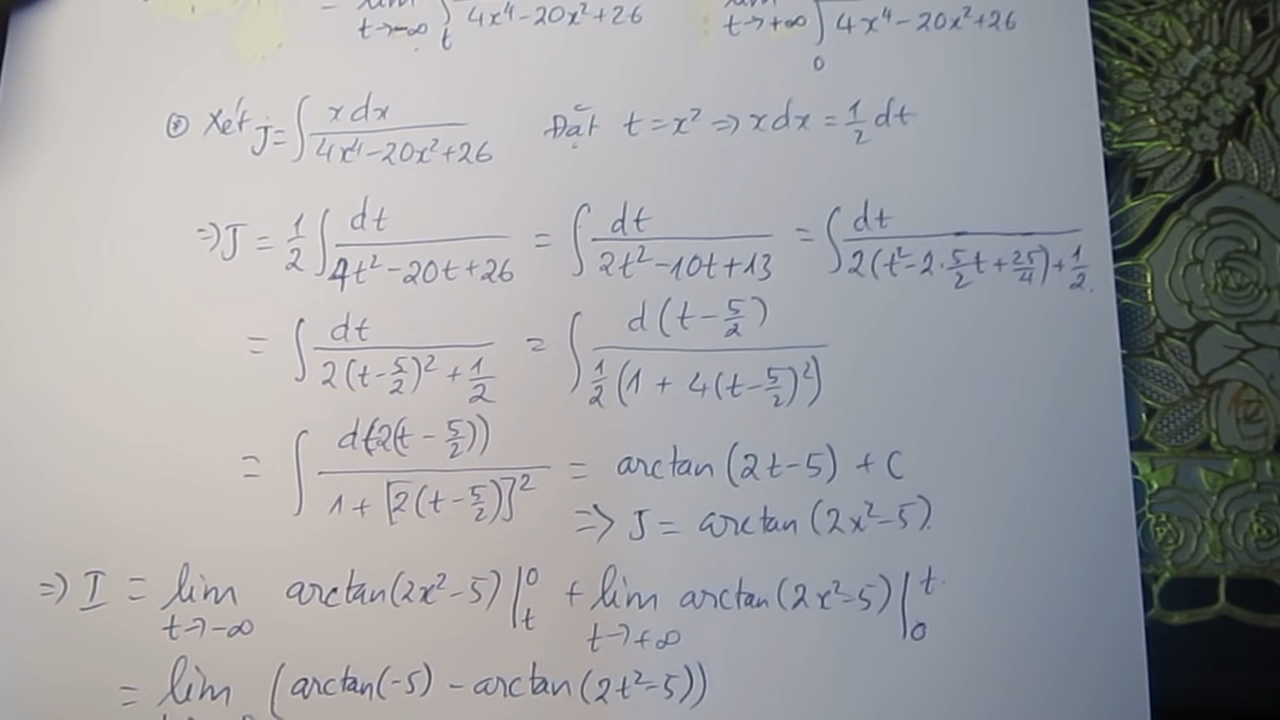 t→-∞ ∫ t 4x⁴-20x²+26 t→+∞ ∫ 0 4x⁴-20x²+26
⊛ Xét J = ∫ x dx / (4x⁴-20x²+26) Đặt t = x² ⇒ x dx = 1/2 dt
⇒ J = 1/2 ∫ dt / (4t²-20t+26) = ∫ dt / (2t²-10t+13) = ∫ dt / (2(t²-2·5/2 t+25/4)+1/2)
= ∫ dt / (2(t-5/2)²+1/2) = ∫ d(t-5/2) / (1/2(1+4(t-5/2)²))
= ∫ d(2(t-5/2)) / (1+[2(t-5/2)]²) = arctan(2t-5) + C
⇒ J = arctan(2x²-5)
⇒ I = lim t→-∞ arctan(2x²-5)|⁰ₜ + lim t→+∞ arctan(2x²-5)|ᵗ₀
= lim (arctan(-5) - arctan(2t²-5))